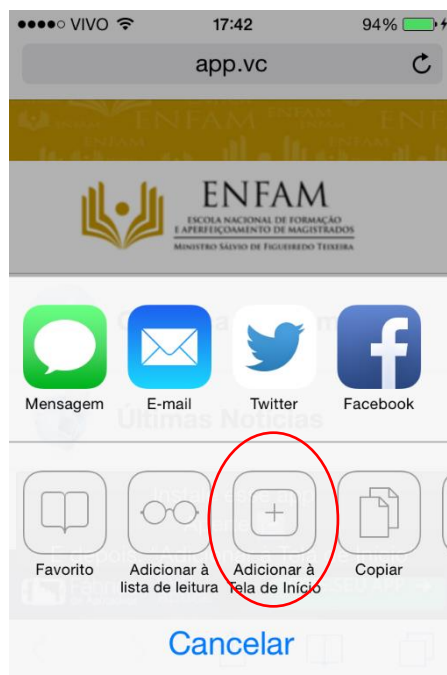 VIVO 17:42 94%
app.vc
ENFAM
ENFAM
ESCOLA NACIONAL DE FORMAÇÃO
E APERFEIÇOAMENTO DE MAGISTRADOS
MINISTRO SÁLVIO DE FIGUEIREDO TEIXEIRA
Mensagem E-mail Twitter Facebook
Últimas Notícias
Favorito Adicionar à lista de leitura Adicionar à Tela de Início Copiar
Cancelar